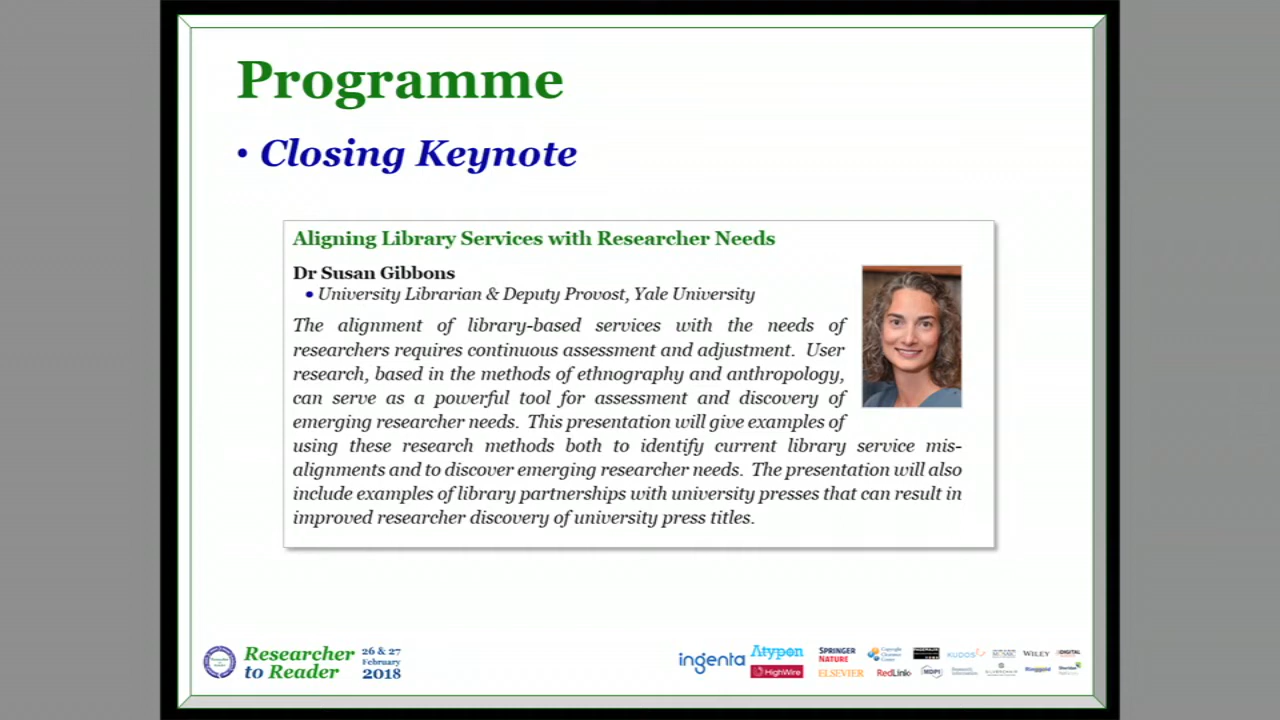 Programme
• Closing Keynote
Aligning Library Services with Researcher Needs
Dr Susan Gibbons
• University Librarian & Deputy Provost, Yale University
The alignment of library-based services with the needs of
researchers requires continuous assessment and adjustment. User
research, based in the methods of ethnography and anthropology,
can serve as a powerful tool for assessment and discovery of
emerging researcher needs. This presentation will give examples of
using these research methods both to identify current library service mis-
alignments and to discover emerging researcher needs. The presentation will also
include examples of library partnerships with university presses that can result in
improved researcher discovery of university press titles.
Researcher
to Reader
26 & 27
February
2018
ingenta
Atypon
HighWire
SPRINGER
NATURE
ELSEVIER
Copyright
Clearance
Center
RedLink
MDPI
KUDOS
WILEY
DIGITAL